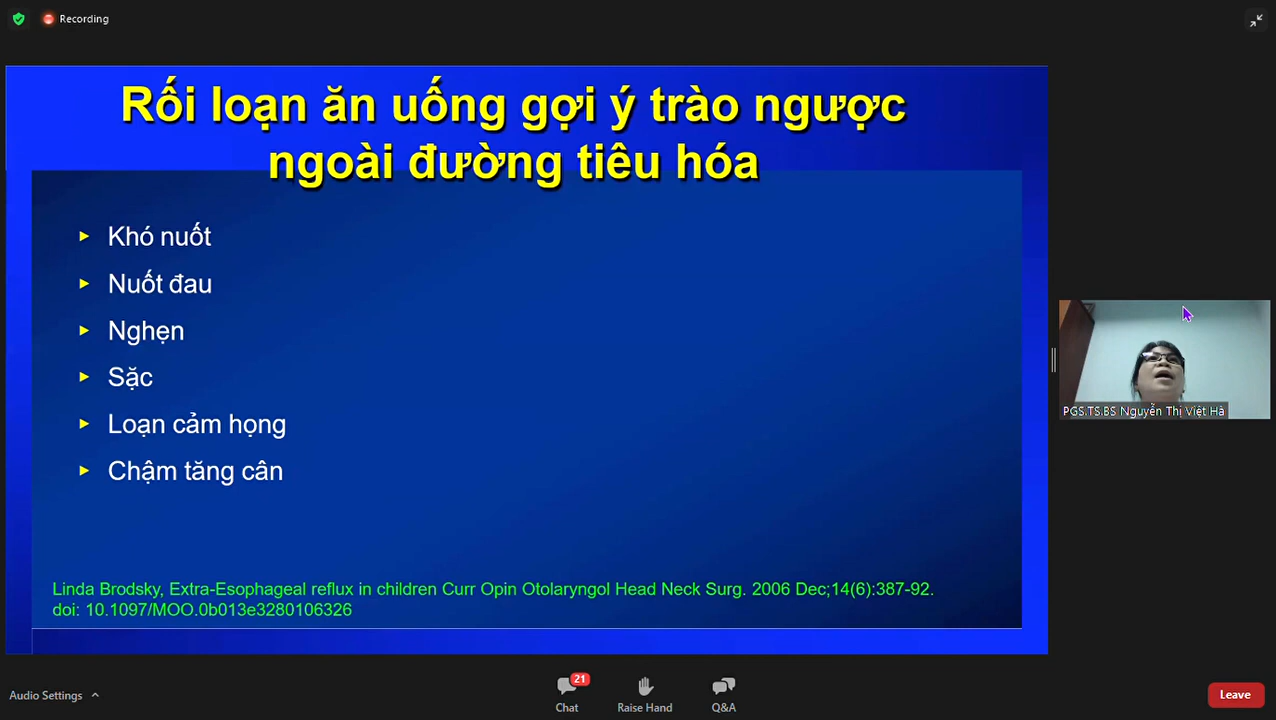 Recording
Rối loạn ăn uống gợi ý trào ngược
ngoài đường tiêu hóa
Khó nuốt
Nuốt đau
Nghẹn
Sặc
Loạn cảm họng
Chậm tăng cân
Linda Brodsky, Extra-Esophageal reflux in children Curr Opin Otolaryngol Head Neck Surg. 2006 Dec;14(6):387-92.
doi: 10.1097/MOO.0b013e3280106326
PGS.TS.BS Nguyễn Thị Việt Hà
Audio Settings
21
Chat
Raise Hand
Q&A
Leave